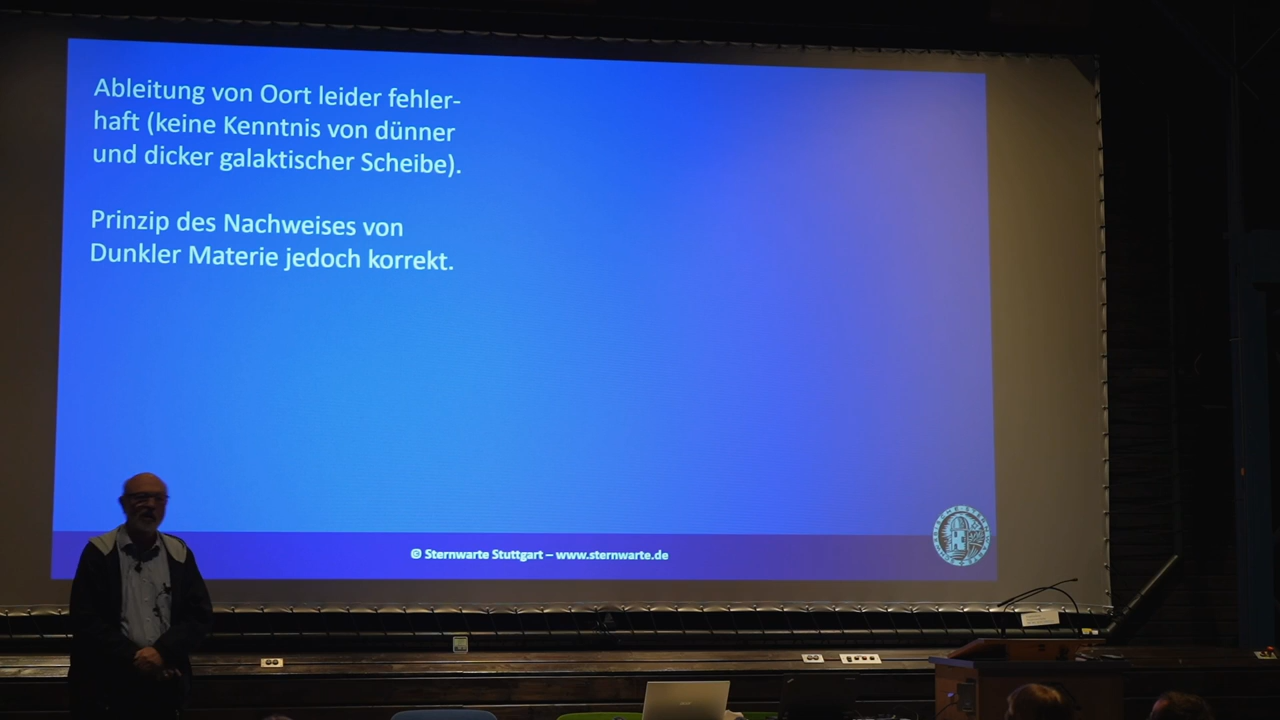 Ableitung von Oort leider fehler-
haft (keine Kenntnis von dünner
und dicker galaktischer Scheibe).
Prinzip des Nachweises von
Dunkler Materie jedoch korrekt.
© Sternwarte Stuttgart – www.sternwarte.de